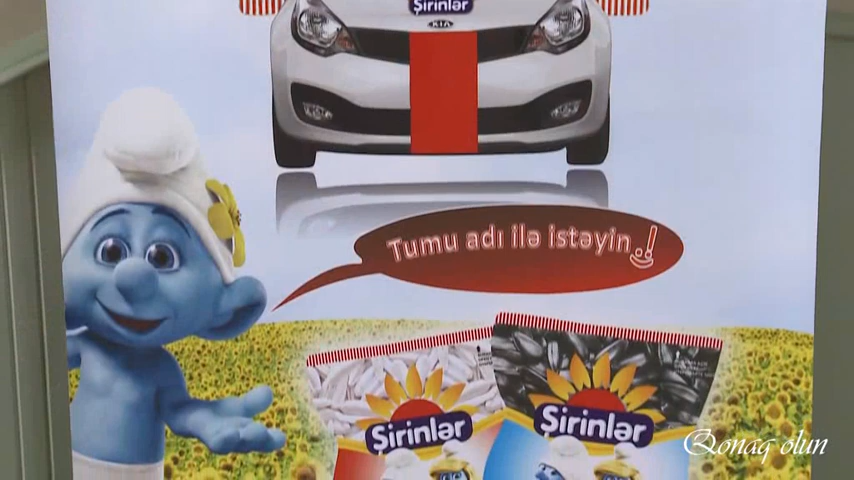 Şirinlər
KIA
Tumu adı ilə istəyin
Şirinlər
Şirinlər
Qonaq olun